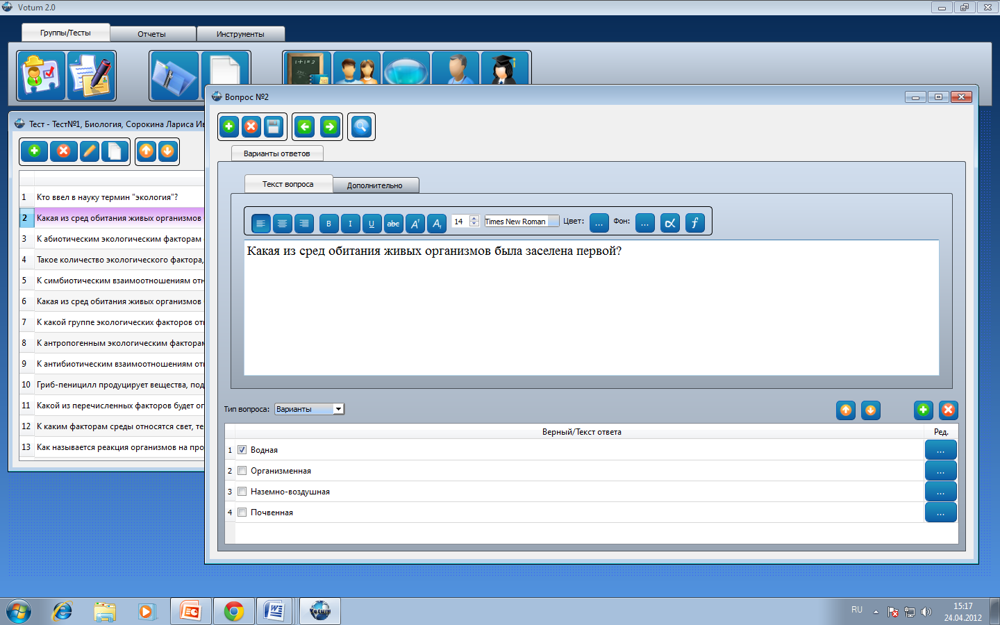 Votum 2.0
Группы/Тесты
Отчеты
Инструменты
1+1=2
Вопрос №2
Тест - Тест№1, Биология, Сорокина Лариса Ив
Варианты ответов
Текст вопроса
Дополнительно
B I U abc A A 14 Times New Roman Цвет: ... Фон: ... α f
Какая из сред обитания живых организмов была заселена первой?
1 Кто ввел в науку термин "экология"?
2 Какая из сред обитания живых организмов
3 К абиотическим экологическим факторам
4 Такое количество экологического фактора,
5 К симбиотическим взаимоотношениям отн
6 Какая из сред обитания живых организмов
7 К какой группе экологических факторов от
8 К антропогенным экологическим факторам
9 К антибиотическим взаимоотношениям от
10 Гриб-пеницилл продуцирует вещества, под
11 Какой из перечисленных факторов будет ог
12 К каким факторам среды относятся свет, те
13 Как называется реакция организмов на про
Тип вопроса: Варианты
Верный/Текст ответа
Ред.
1 Водная ...
2 Организменная ...
3 Наземно-воздушная ...
4 Почвенная ...
RU
15:17
24.04.2012